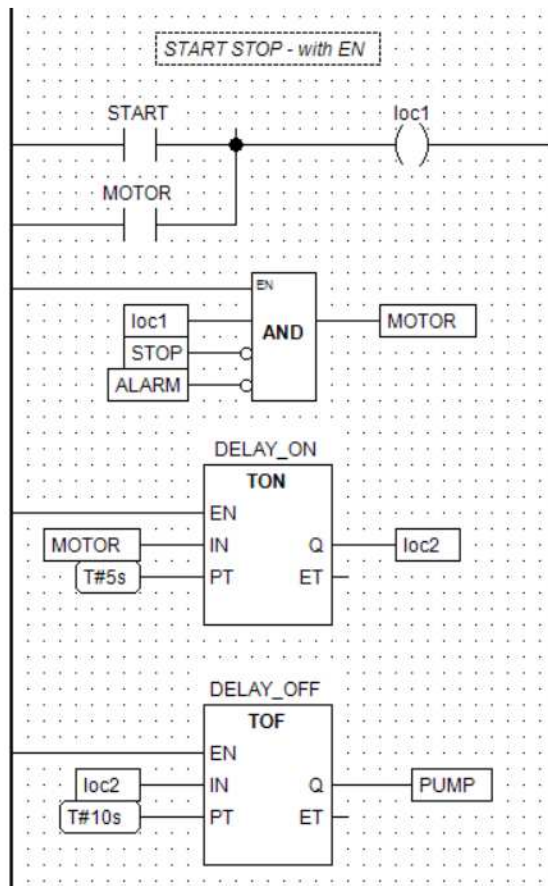 START STOP - with EN
START
loc1
MOTOR
EN
loc1
AND
MOTOR
STOP
ALARM
DELAY_ON
TON
EN
MOTOR IN Q loc2
T#5s PT ET
DELAY_OFF
TOF
EN
loc2 IN Q PUMP
T#10s PT ET